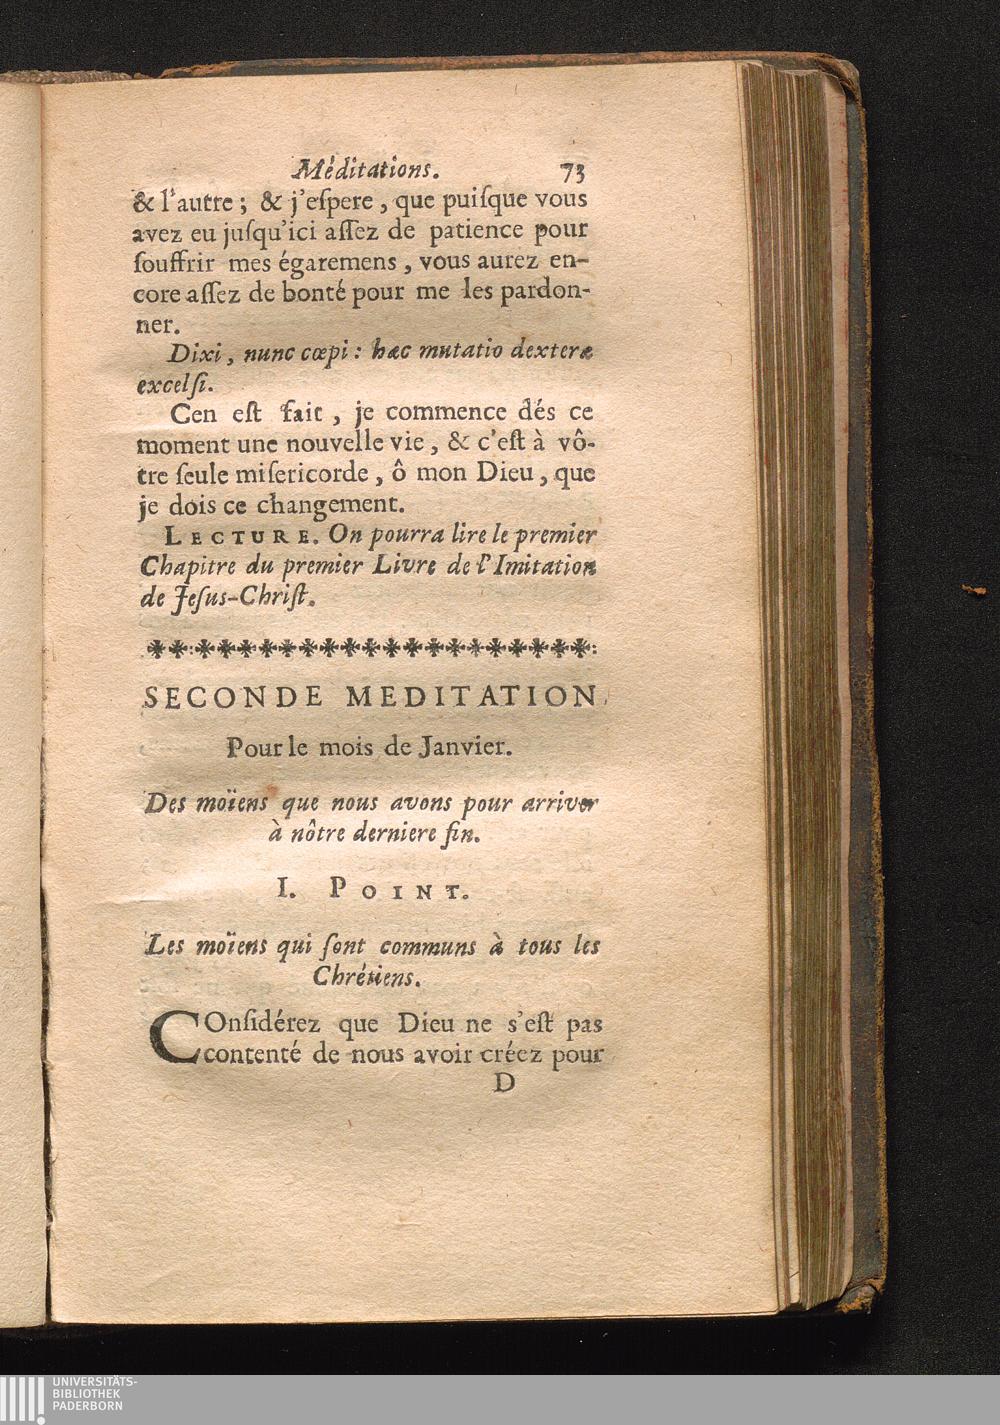 Méditations. 73
& l'autre ; & j'eſpere , que puiſque vous
avez eu juſqu'ici aſſez de patience pour
ſouffrir mes égaremens , vous aurez en-
core aſſez de bonté pour me les pardon-
ner.
Dixi , nunc cœpi : hæc mutatio dexteræ
excelſi.
Cen eſt fait , je commence dés ce
moment une nouvelle vie , & c'eſt à vô-
tre ſeule miſericorde , ô mon Dieu , que
je dois ce changement.
LECTURE. On pourra lire le premier
Chapitre du premier Livre de l'Imitation
de Jeſus-Chriſt.
SECONDE MEDITATION
Pour le mois de Janvier.
Des moïens que nous avons pour arriver
à nôtre derniere fin.
I. POINT.
Les moïens qui ſont communs à tous les
Chrétiens.
COnſidérez que Dieu ne s'eſt pas
contenté de nous avoir créez pour
D
UNIVERSITÄTS-
BIBLIOTHEK
PADERBORN